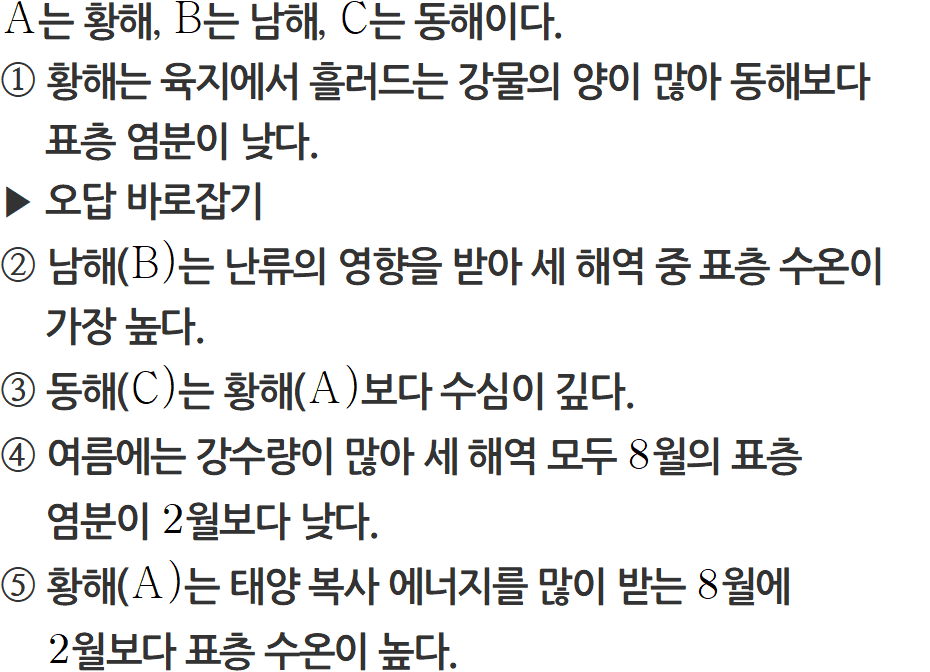 A는 황해, B는 남해, C는 동해이다.
① 황해는 육지에서 흘러드는 강물의 양이 많아 동해보다
표층 염분이 낮다.
▶ 오답 바로잡기
② 남해(B)는 난류의 영향을 받아 세 해역 중 표층 수온이
가장 높다.
③ 동해(C)는 황해(A)보다 수심이 깊다.
④ 여름에는 강수량이 많아 세 해역 모두 8월의 표층
염분이 2월보다 낮다.
⑤ 황해(A)는 태양 복사 에너지를 많이 받는 8월에
2월보다 표층 수온이 높다.